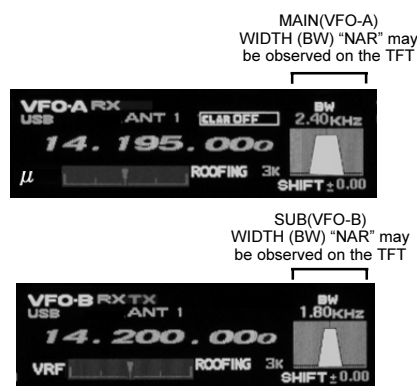 MAIN(VFO-A)
WIDTH (BW) “NAR” may
be observed on the TFT
VFO-A RX BW
USB ANT 1 CLAR OFF 2.40KHz
14. 195. 000
μ ROOFING 3K
SHIFT ±0.00
SUB(VFO-B)
WIDTH (BW) “NAR” may
be observed on the TFT
VFO-B RX TX BW
USB ANT 1 1.80KHz
14. 200. 000
VRF ROOFING 3K
SHIFT ±0.00